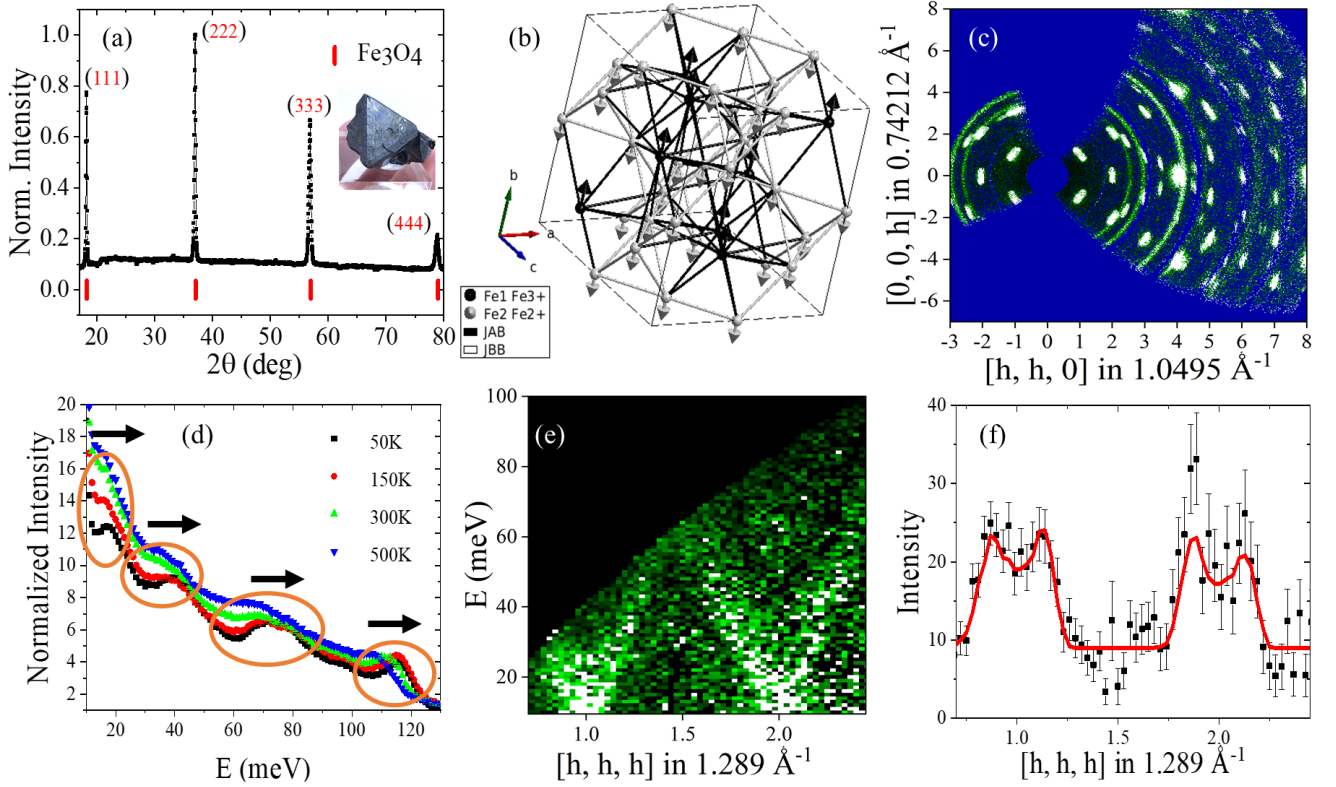 (a)
(111)
(222)
(333)
(444)
Fe3O4
Norm. Intensity
1.0
0.8
0.6
0.4
0.2
0.0
20 30 40 50 60 70 80
2θ (deg)
(b)
b
a
c
Fe1 Fe3+
Fe2 Fe2+
JAB
JBB
(c)
[0, 0, h] in 0.74212 Å-1
8
6
4
2
0
-2
-4
-6
-3 -2 -1 0 1 2 3 4 5 6 7 8
[h, h, 0] in 1.0495 Å-1
(d)
50K
150K
300K
500K
Normalized Intensity
20
18
16
14
12
10
8
6
4
2
20 40 60 80 100 120
E (meV)
(e)
E (meV)
100
80
60
40
20
1.0 1.5 2.0
[h, h, h] in 1.289 Å-1
(f)
Intensity
40
30
20
10
0
1.0 1.5 2.0
[h, h, h] in 1.289 Å-1